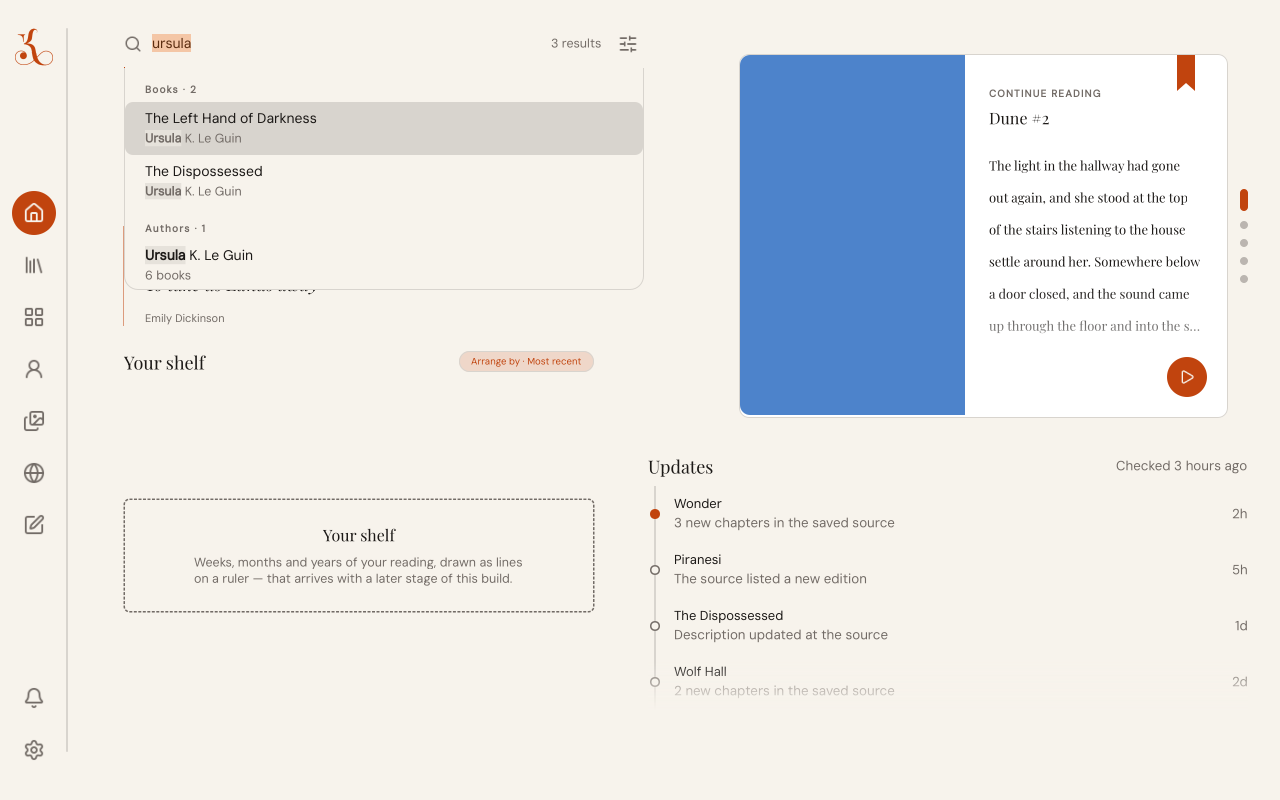 ursula
3 results
Books · 2
The Left Hand of Darkness
Ursula K. Le Guin
The Dispossessed
Ursula K. Le Guin
Authors · 1
Ursula K. Le Guin
6 books
Emily Dickinson
Your shelf
Arrange by · Most recent
Your shelf
Weeks, months and years of your reading, drawn as lines
on a ruler — that arrives with a later stage of this build.
CONTINUE READING
Dune #2
The light in the hallway had gone
out again, and she stood at the top
of the stairs listening to the house
settle around her. Somewhere below
a door closed, and the sound came
up through the floor and into the s...
Updates
Checked 3 hours ago
Wonder
3 new chapters in the saved source
2h
Piranesi
The source listed a new edition
5h
The Dispossessed
Description updated at the source
1d
Wolf Hall
2 new chapters in the saved source
2d